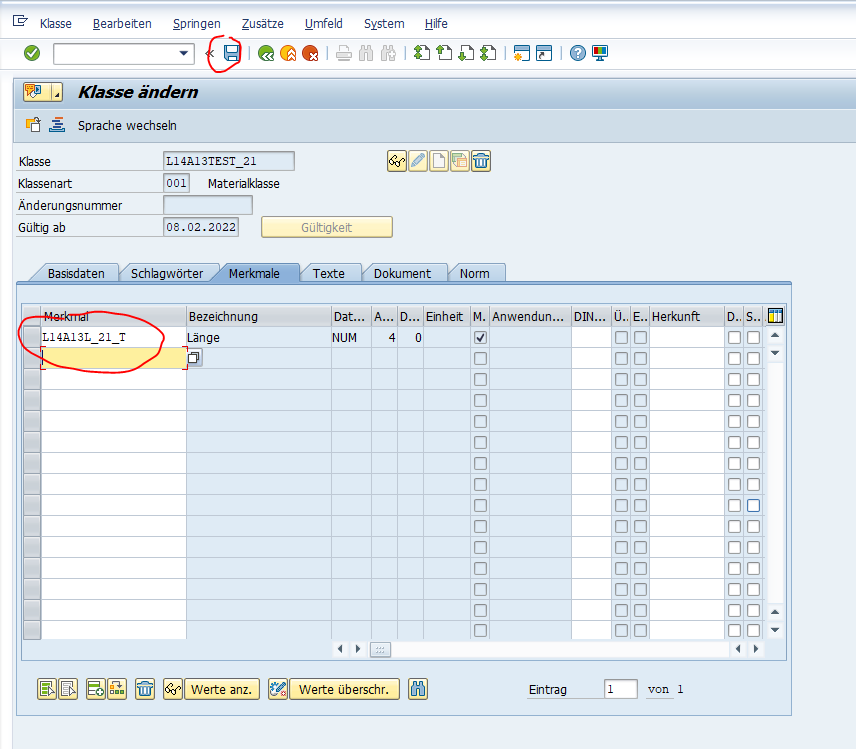 Klasse Bearbeiten Springen Zusätze Umfeld System Hilfe
Klasse ändern
Sprache wechseln
Klasse L14A13TEST_21
Klassenart 001 Materialklasse
Änderungsnummer
Gültig ab 08.02.2022 Gültigkeit
Basisdaten Schlagwörter Merkmale Texte Dokument Norm
Merkmal Bezeichnung Dat... A... D... Einheit M. Anwendun... DIN... Ü.. E.. Herkunft D.. S..
L14A13L_21_T Länge NUM 4 0
Werte anz. Werte überschr. Eintrag 1 von 1